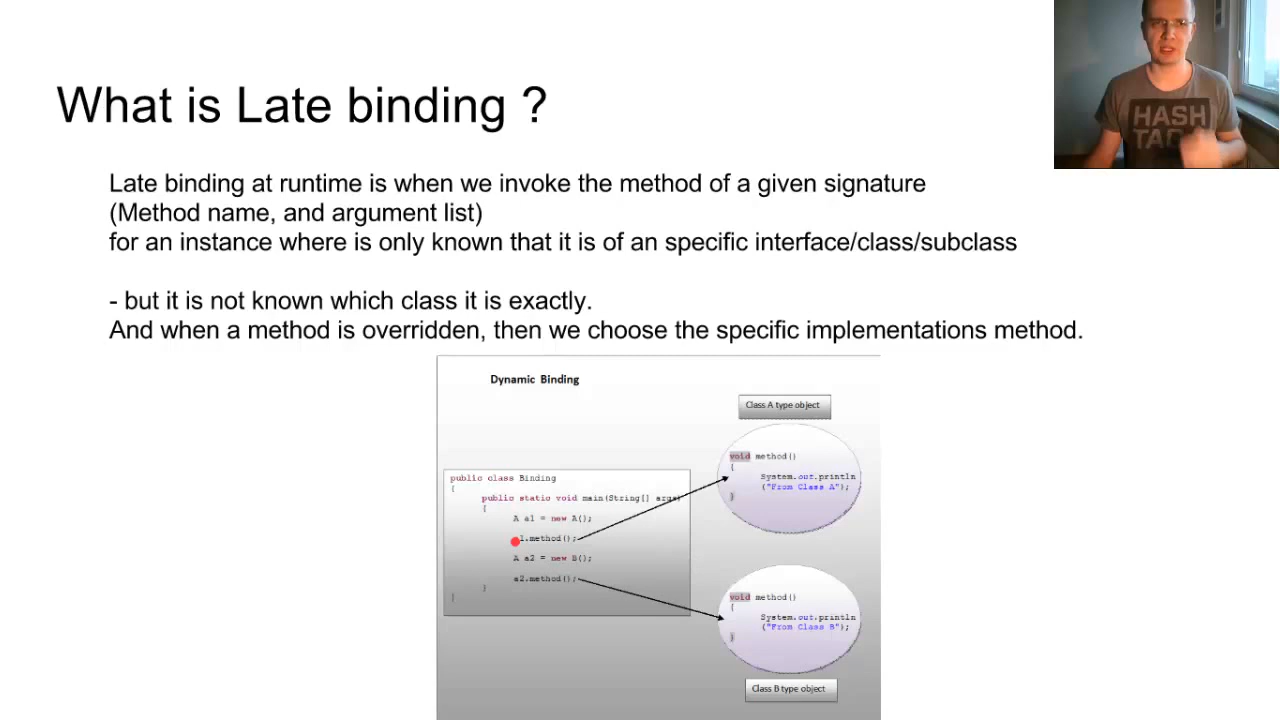 What is Late binding ?
HASH
TAG
Late binding at runtime is when we invoke the method of a given signature
(Method name, and argument list)
for an instance where is only known that it is of an specific interface/class/subclass
- but it is not known which class it is exactly.
And when a method is overridden, then we choose the specific implementations method.
Dynamic Binding
public class Binding
{
public static void main(String[] args)
{
A a1 = new A();
1.method();
A a2 = new B();
a2.method();
}
}
Class A type object
void method()
{
System.out.println
("From Class A");
}
void method()
{
System.out.println
("From Class B");
}
Class B type object